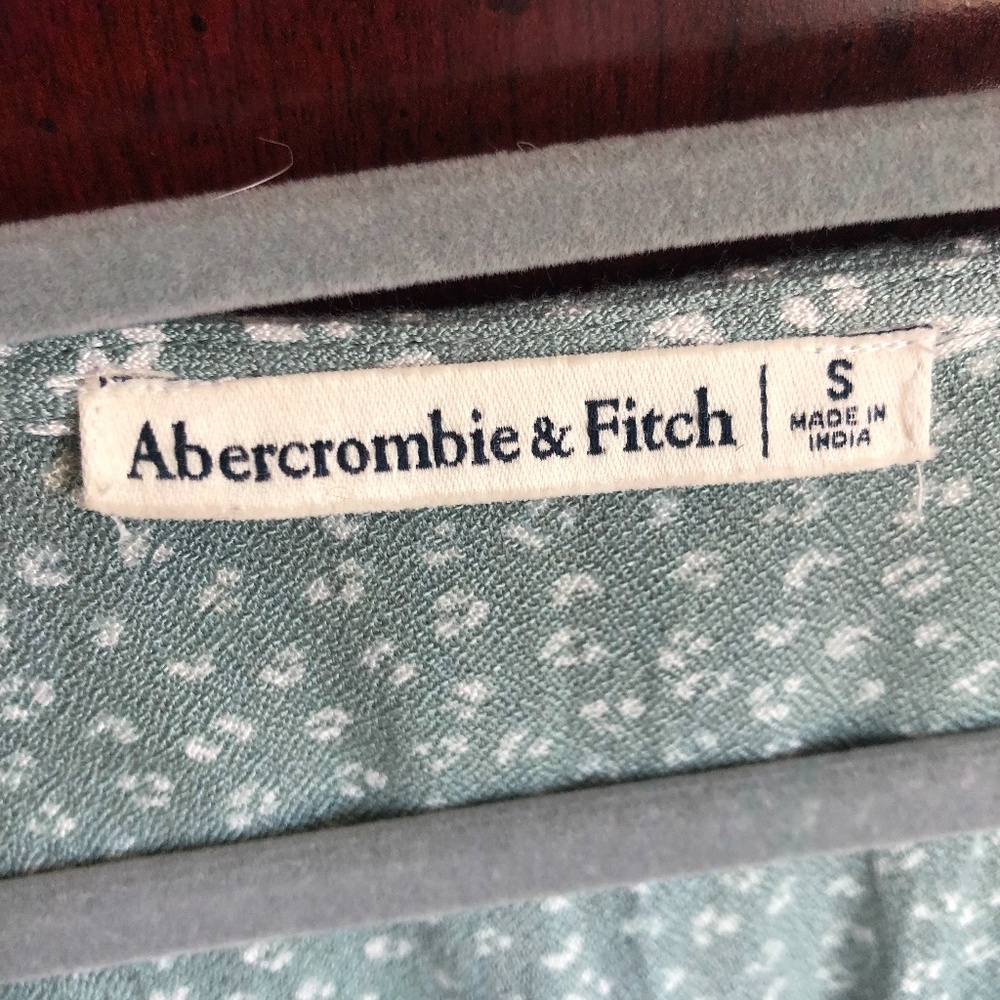 Abercrombie & Fitch
S
MADE IN
INDIA